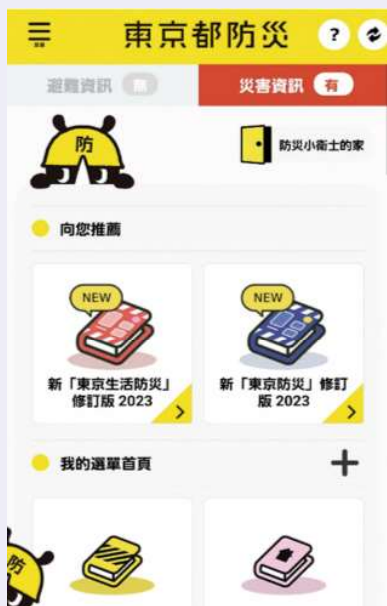 東京都防災
?
避難資訊 無
災害資訊 有
防
防災小衛士的家
向您推薦
NEW
新「東京生活防災」
修訂版 2023
NEW
新「東京防災」修訂
版 2023
我的選單首頁
防